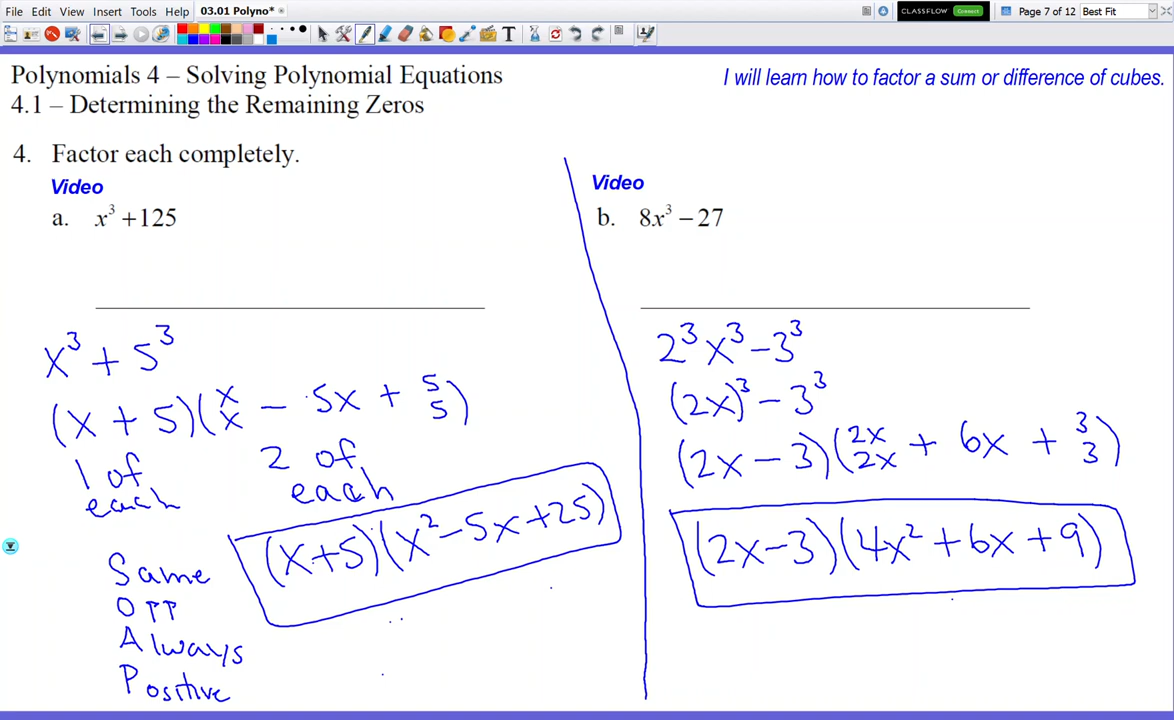 File Edit View Insert Tools Help 03.01 Polyno* CLASSFLOW Connect Page 7 of 12 Best Fit
Polynomials 4 – Solving Polynomial Equations
I will learn how to factor a sum or difference of cubes.
4.1 – Determining the Remaining Zeros
4. Factor each completely.
Video
a. x³ + 125
x³ + 5³
(x + 5)(x x − 5x + 5 5)
1 of each
2 of each
(x+5)(x² − 5x + 25)
Same
Opp
Always
Positive
Video
b. 8x³ − 27
2³x³ − 3³
(2x)³ − 3³
(2x − 3)(2x 2x + 6x + 3 3)
(2x − 3)(4x² + 6x + 9)